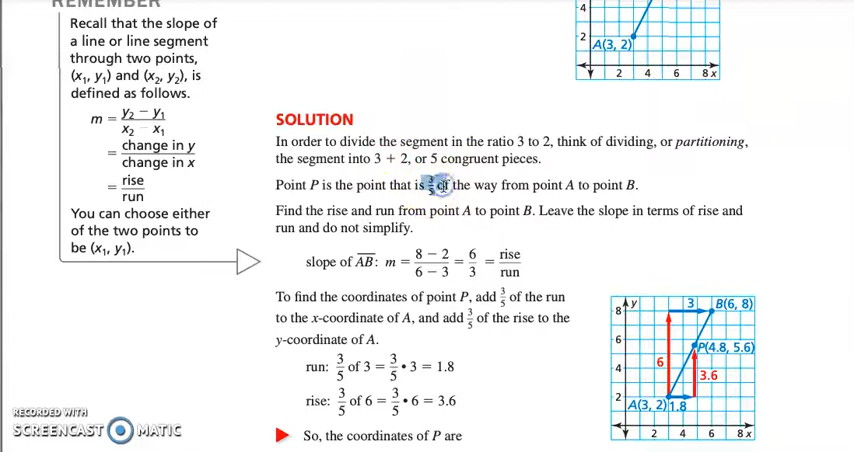 REMEMBER
Recall that the slope of
a line or line segment
through two points,
(x₁, y₁) and (x₂, y₂), is
defined as follows.
m = y₂ − y₁ / x₂ − x₁
= change in y / change in x
= rise / run
You can choose either
of the two points to
be (x₁, y₁).
4
2
A(3, 2)
2 4 6 8 x
SOLUTION
In order to divide the segment in the ratio 3 to 2, think of dividing, or partitioning,
the segment into 3 + 2, or 5 congruent pieces.
Point P is the point that is 3/5 of the way from point A to point B.
Find the rise and run from point A to point B. Leave the slope in terms of rise and
run and do not simplify.
slope of A̅B̅: m = 8 − 2 / 6 − 3 = 6/3 = rise / run
To find the coordinates of point P, add 3/5 of the run
to the x-coordinate of A, and add 3/5 of the rise to the
y-coordinate of A.
run: 3/5 of 3 = 3/5 • 3 = 1.8
rise: 3/5 of 6 = 3/5 • 6 = 3.6
So, the coordinates of P are
8 y 3 B(6, 8)
6 P(4.8, 5.6)
6
4 3.6
2 A(3, 2) 1.8
2 4 6 8 x
RECORDED WITH
SCREENCAST MATIC